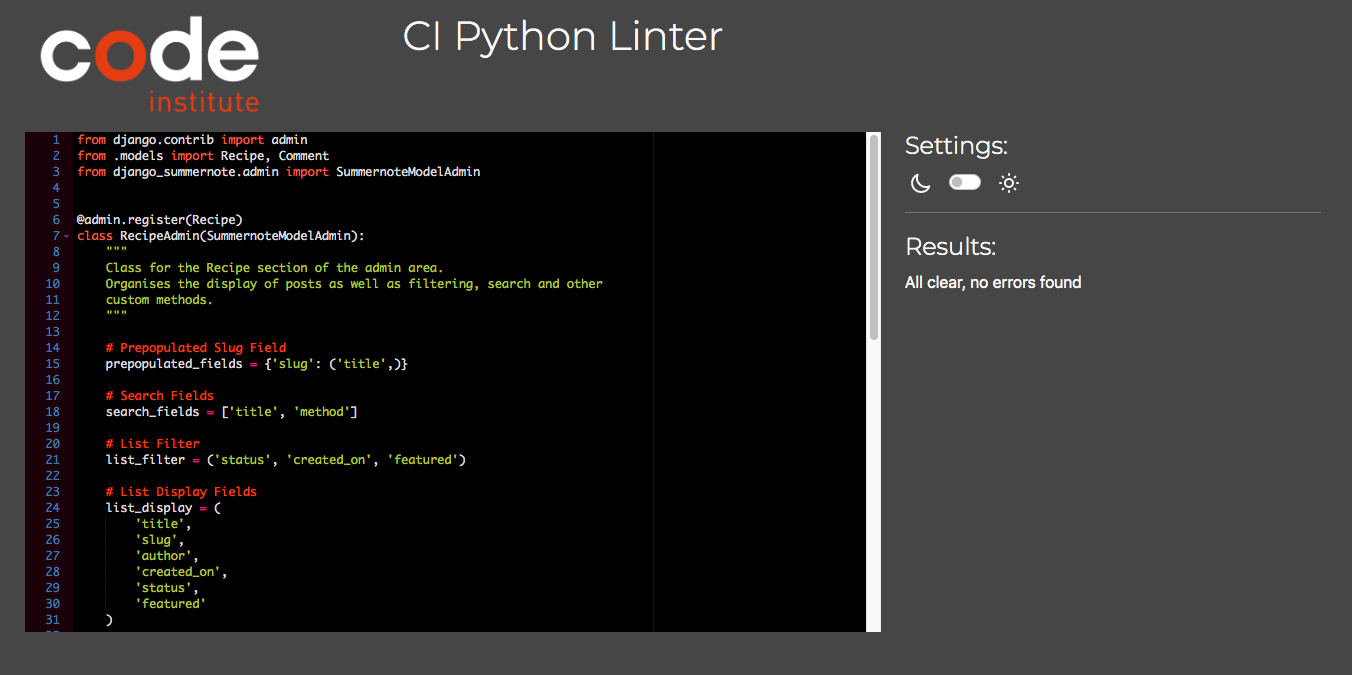 code
institute
CI Python Linter
1 from django.contrib import admin
2 from .models import Recipe, Comment
3 from django_summernote.admin import SummernoteModelAdmin
4
5
6 @admin.register(Recipe)
7 class RecipeAdmin(SummernoteModelAdmin):
8     """
9     Class for the Recipe section of the admin area.
10     Organises the display of posts as well as filtering, search and other
11     custom methods.
12     """
13
14     # Prepopulated Slug Field
15     prepopulated_fields = {'slug': ('title',)}
16
17     # Search Fields
18     search_fields = ['title', 'method']
19
20     # List Filter
21     list_filter = ('status', 'created_on', 'featured')
22
23     # List Display Fields
24     list_display = (
25         'title',
26         'slug',
27         'author',
28         'created_on',
29         'status',
30         'featured'
31     )
Settings:
Results:
All clear, no errors found